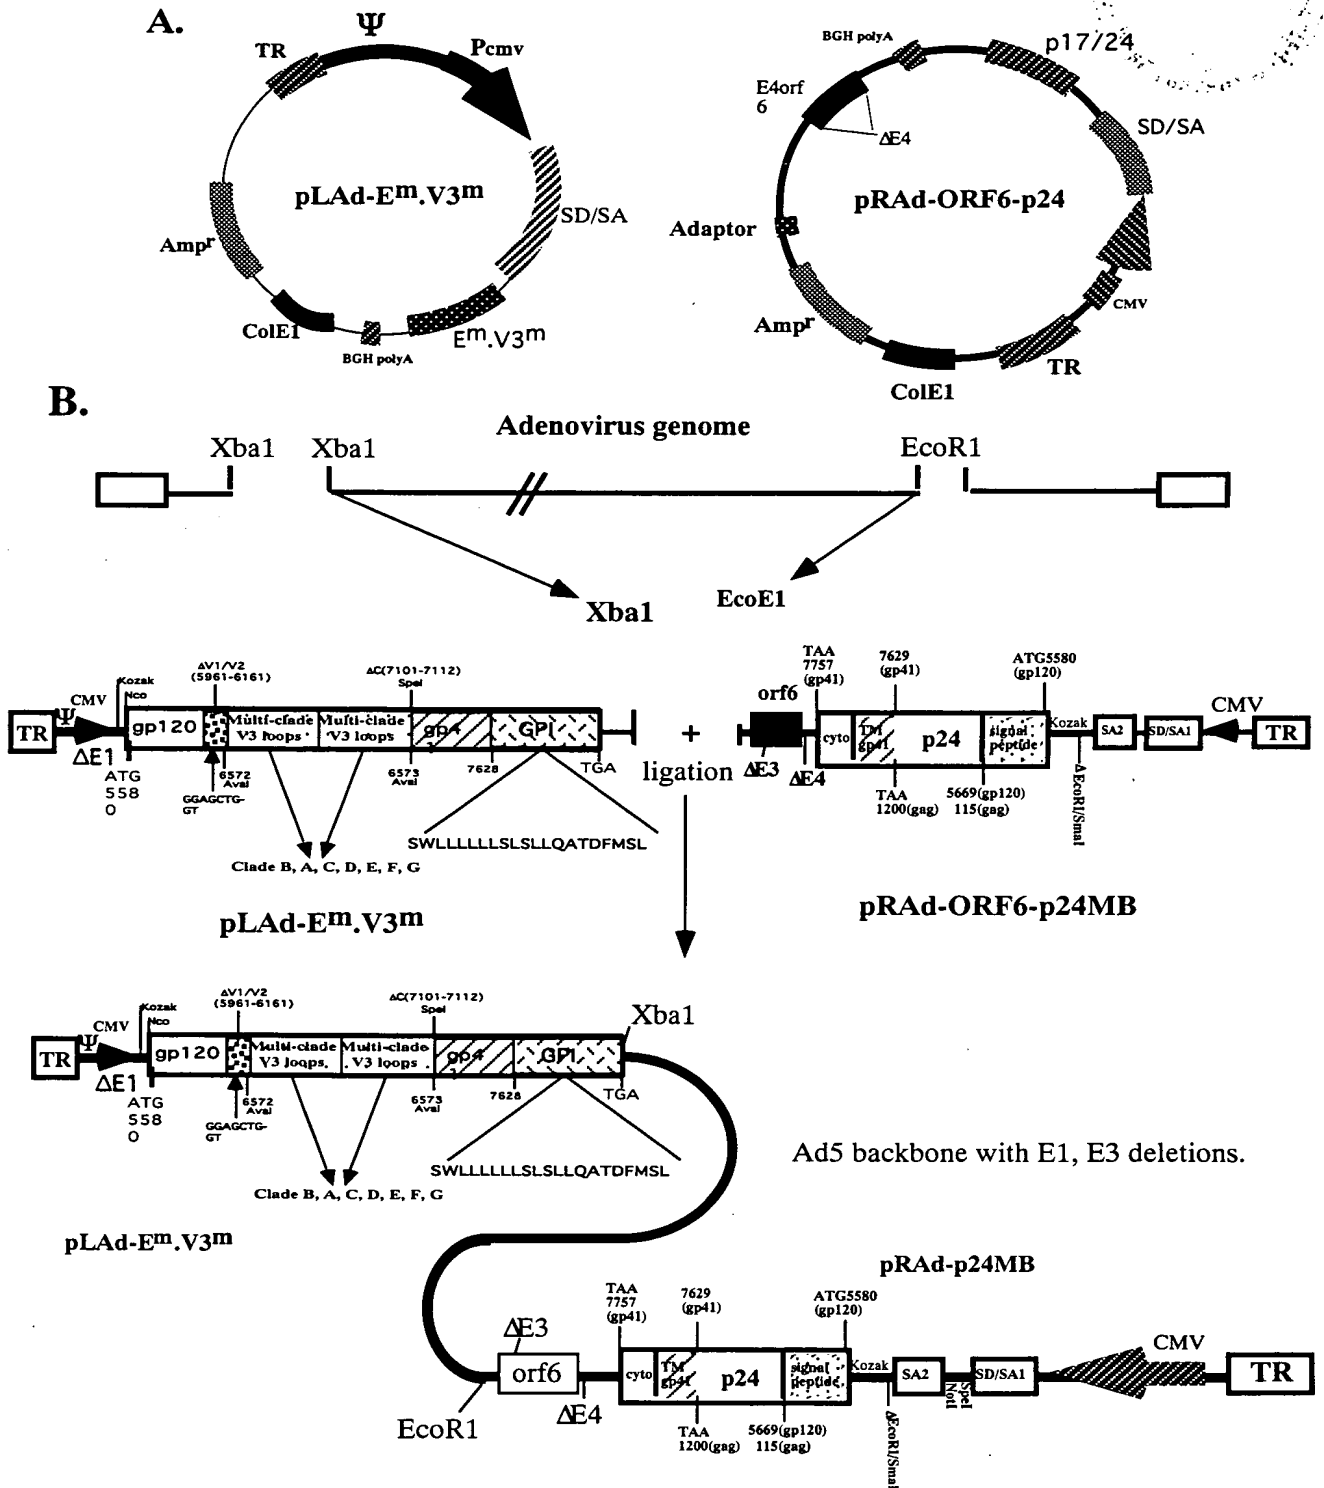 A.
Ψ
TR
Pcmv
pLAd-Em.V3m
SD/SA
Ampr
ColE1
BGH polyA
Em.V3m
BGH polyA
p17/24
E4orf
6
ΔE4
SD/SA
pRAd-ORF6-p24
Adaptor
CMV
Ampr
TR
ColE1
B.
Adenovirus genome
Xba1 Xba1 EcoR1
Xba1 EcoE1
ΔV1/V2
(5961-6161)
ΔC(7101-7112)
SpeI
Kozak
Nco
CMV
Ψ
TR
gp120
Multi-clade
V3 loops
Multi-clade
V3 loops
gp4
GPI
ΔE1
ATG
558
0
GGAGCTG-
GT
6572
AvaI
6573
AvaI
7628
TGA
SWLLLLLLSLSLLQATDFMSL
Clade B, A, C, D, E, F, G
pLAd-Em.V3m
+
ligation
TAA
7757
(gp41)
7629
(gp41)
ATG5580
(gp120)
orf6
cyto
TM
gp41
p24
signal
peptide
Kozak
SA2
SD/SA1
CMV
TR
ΔE3
ΔE4
TAA
1200(gag)
5669(gp120)
115(gag)
ΔEcoRI/SmaI
pRAd-ORF6-p24MB
ΔV1/V2
(5961-6161)
ΔC(7101-7112)
SpeI
Kozak
Nco
Xba1
CMV
Ψ
TR
gp120
Multi-clade
V3 loops
Multi-clade
V3 loops
gp4
GPI
ΔE1
ATG
558
0
GGAGCTG-
GT
6572
AvaI
6573
AvaI
7628
TGA
SWLLLLLLSLSLLQATDFMSL
Clade B, A, C, D, E, F, G
pLAd-Em.V3m
Ad5 backbone with E1, E3 deletions.
pRAd-p24MB
TAA
7757
(gp41)
7629
(gp41)
ATG5580
(gp120)
ΔE3
orf6
cyto
TM
gp41
p24
signal
peptide
Kozak
SA2
SpeI
NotI
SD/SA1
CMV
TR
EcoR1
ΔE4
TAA
1200(gag)
5669(gp120)
115(gag)
ΔEcoRI/SmaI